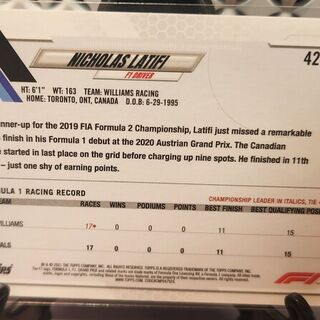 NICHOLAS LATIFI
F1 DRIVER
42
HT: 6'1" WT: 163 TEAM: WILLIAMS RACING
HOME: TORONTO, ONT, CANADA D.O.B: 6-29-1995
nner-up for the 2019 FIA Formula 2 Championship, Latifi just missed a remarkable
s finish in his Formula 1 debut at the 2020 Austrian Grand Prix. The Canadian
e started in last place on the grid before charging up nine spots. He finished in 11th
— just one shy of earning points.
ULA 1 RACING RECORD CHAMPIONSHIP LEADER IN ITALICS, TIE
TEAM RACES WINS PODIUMS POINTS BEST FINISH BEST QUALIFYING POSI
WILLIAMS 17* 0 0 0 11 15
ALS 17 0 0 0 11 15
Topps
F1